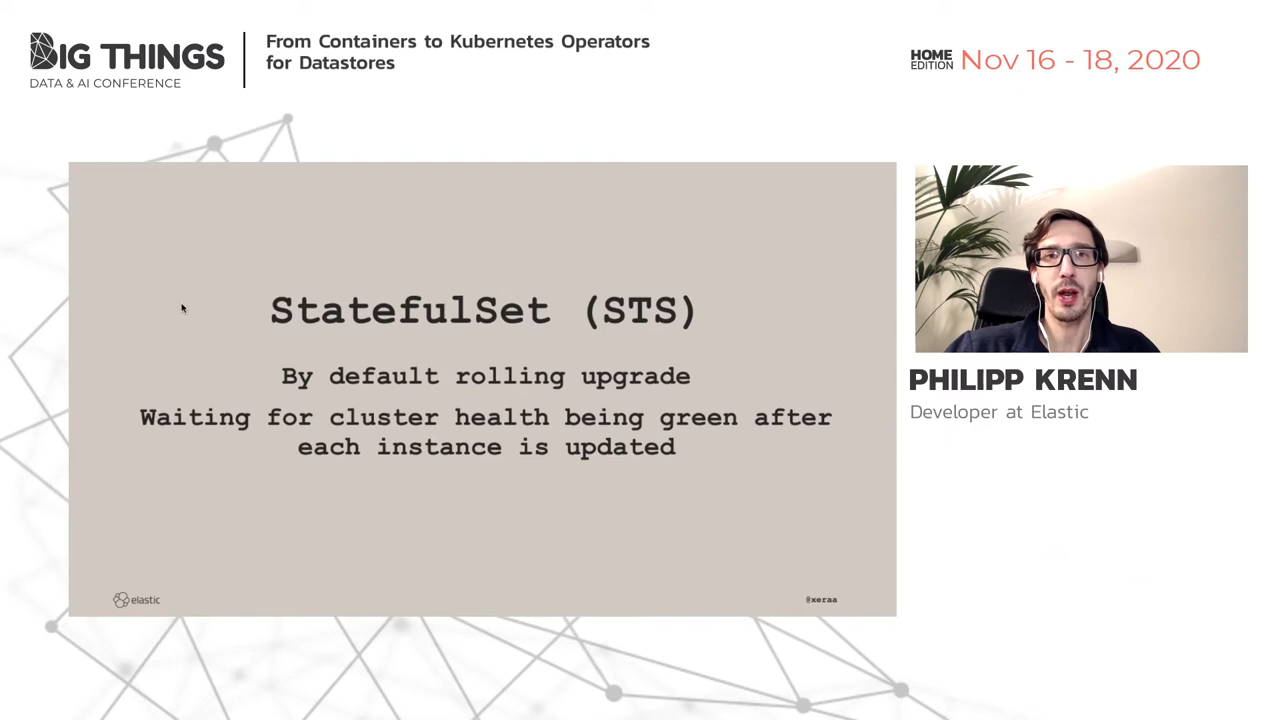 BIG THINGS
DATA & AI CONFERENCE
From Containers to Kubernetes Operators
for Datastores
HOME
EDITION
Nov 16 - 18, 2020
StatefulSet (STS)
By default rolling upgrade
Waiting for cluster health being green after
each instance is updated
elastic
@xeraa
PHILIPP KRENN
Developer at Elastic